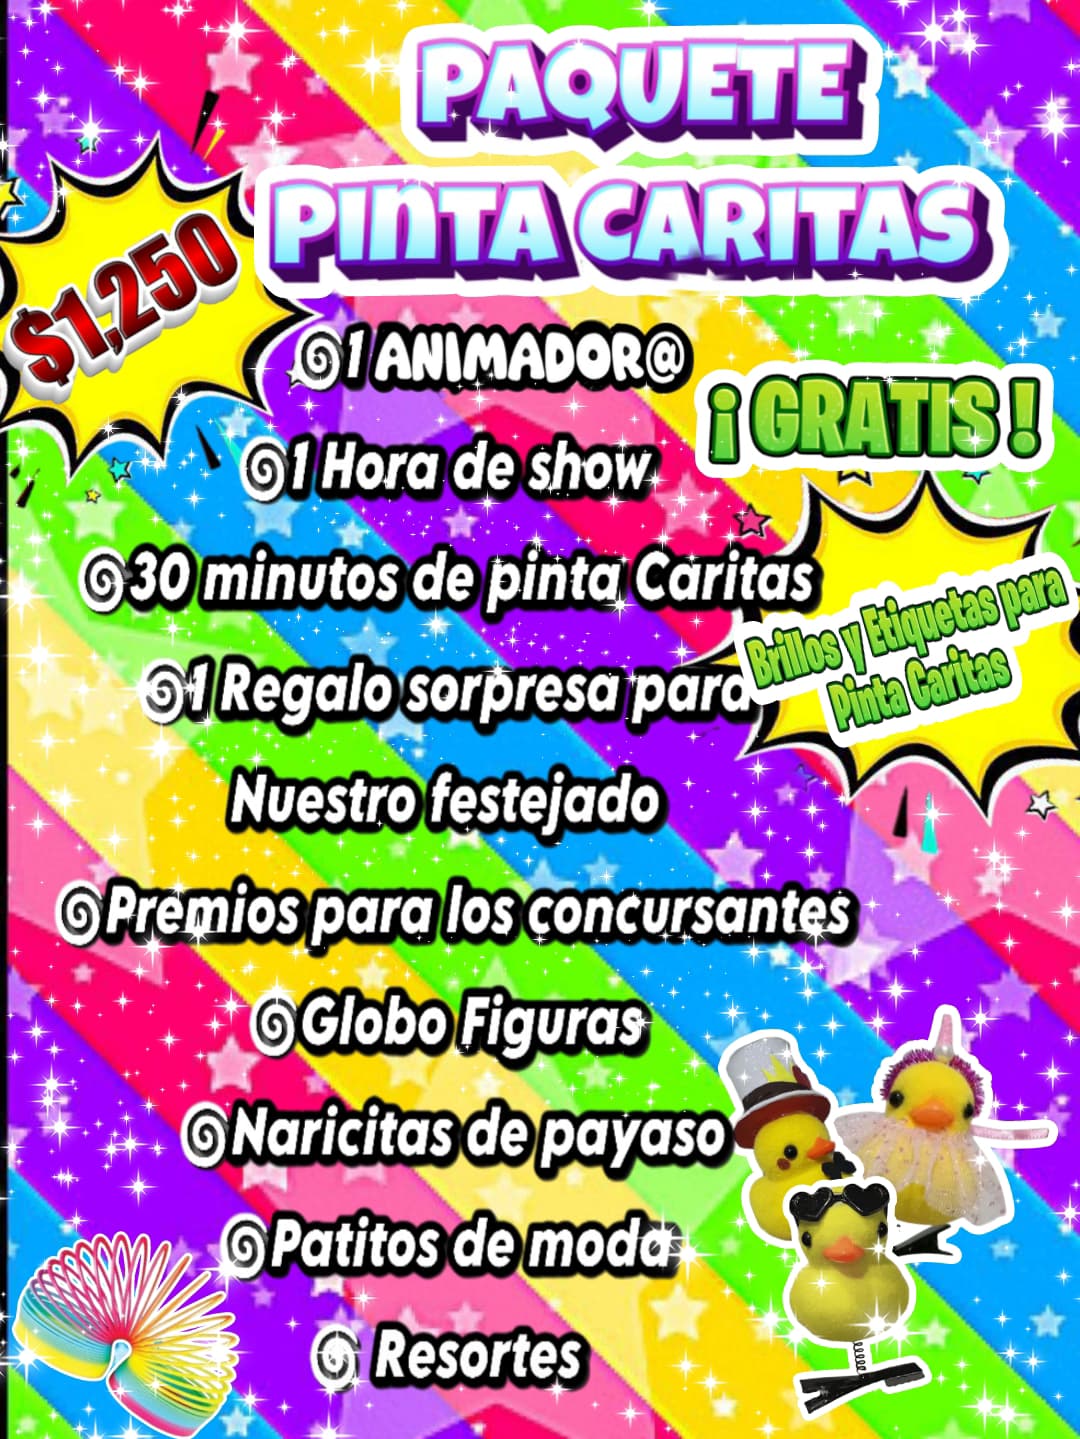 PAQUETE
PINTA CARITAS
$1,250
1 ANIMADOR@
¡GRATIS!
1 Hora de show
30 minutos de pinta Caritas
Brillos y Etiquetas para
Pinta Caritas
1 Regalo sorpresa para
Nuestro festejado
Premios para los concursantes
Globo Figuras
Naricitas de payaso
Patitos de moda
Resortes